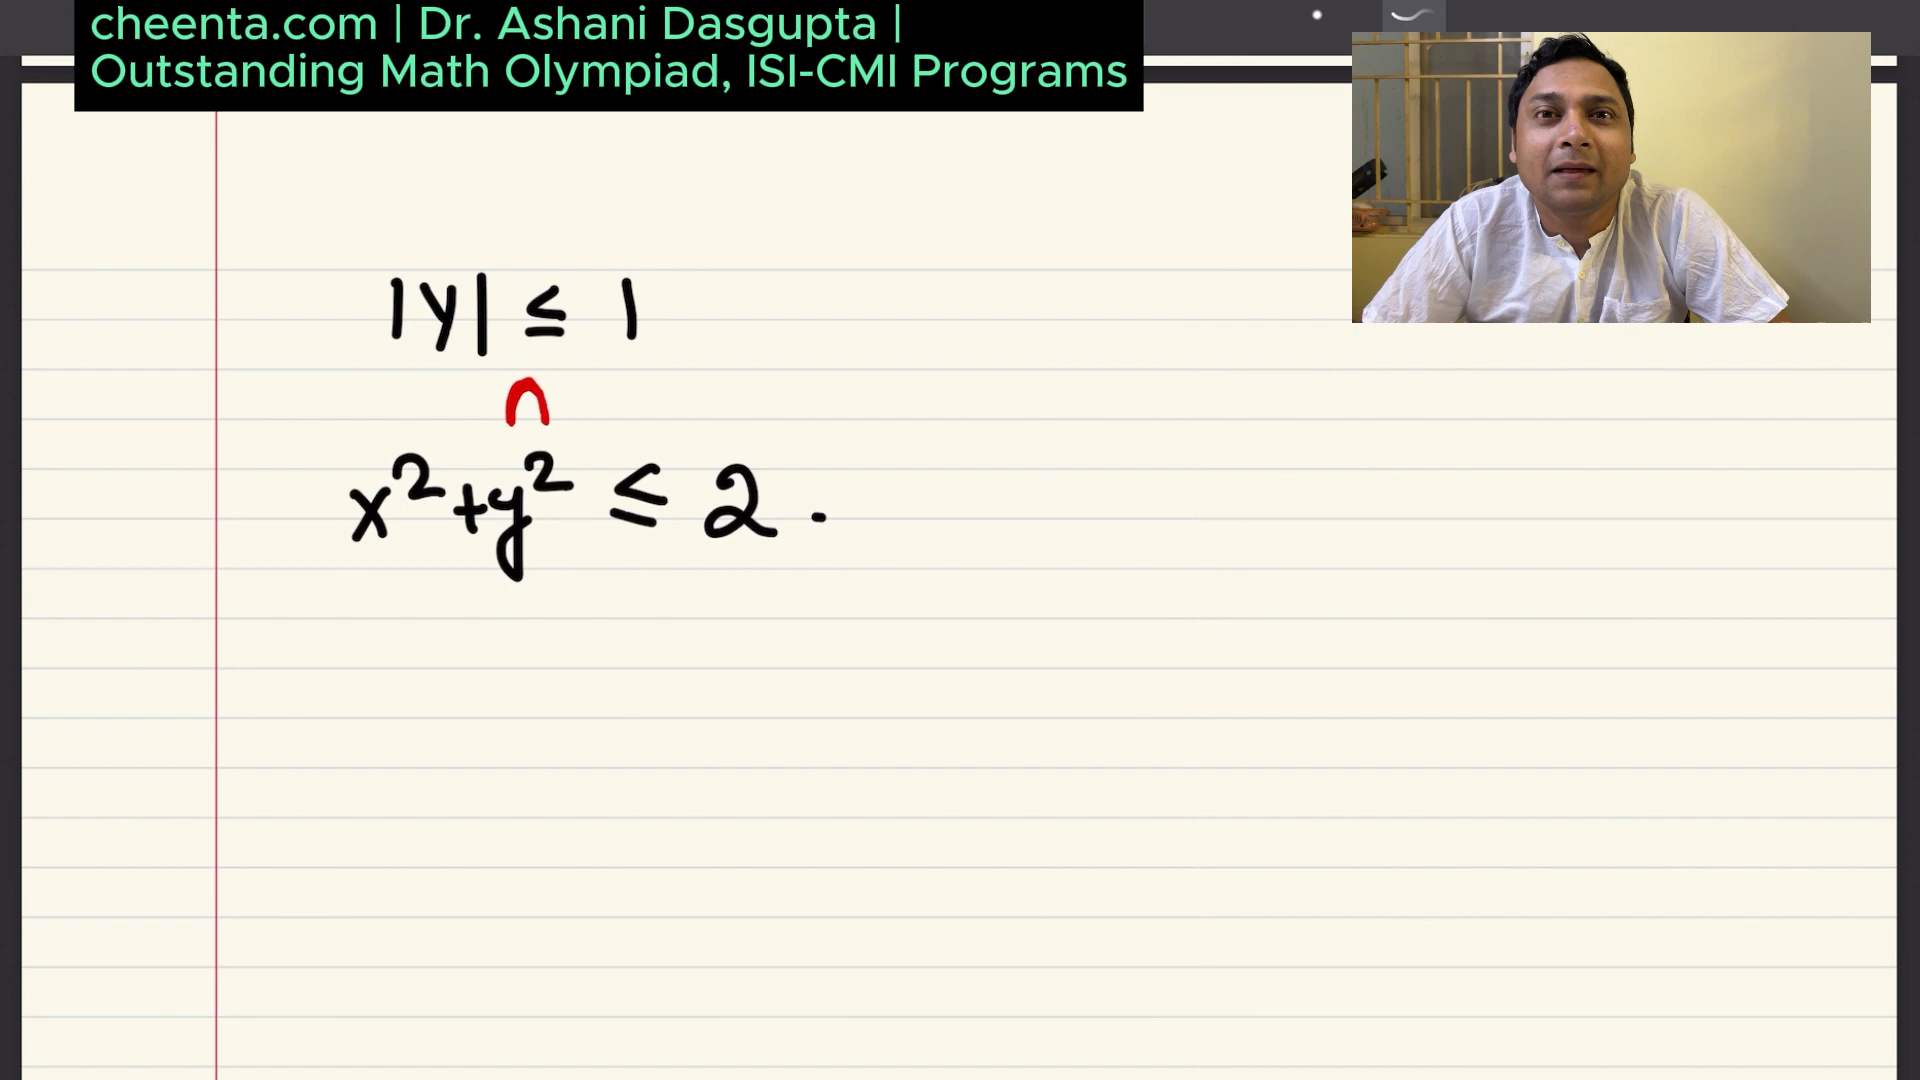 cheenta.com | Dr. Ashani Dasgupta |
Outstanding Math Olympiad, ISI-CMI Programs
|y| ≤ 1
∩
x²+y² ≤ 2 .